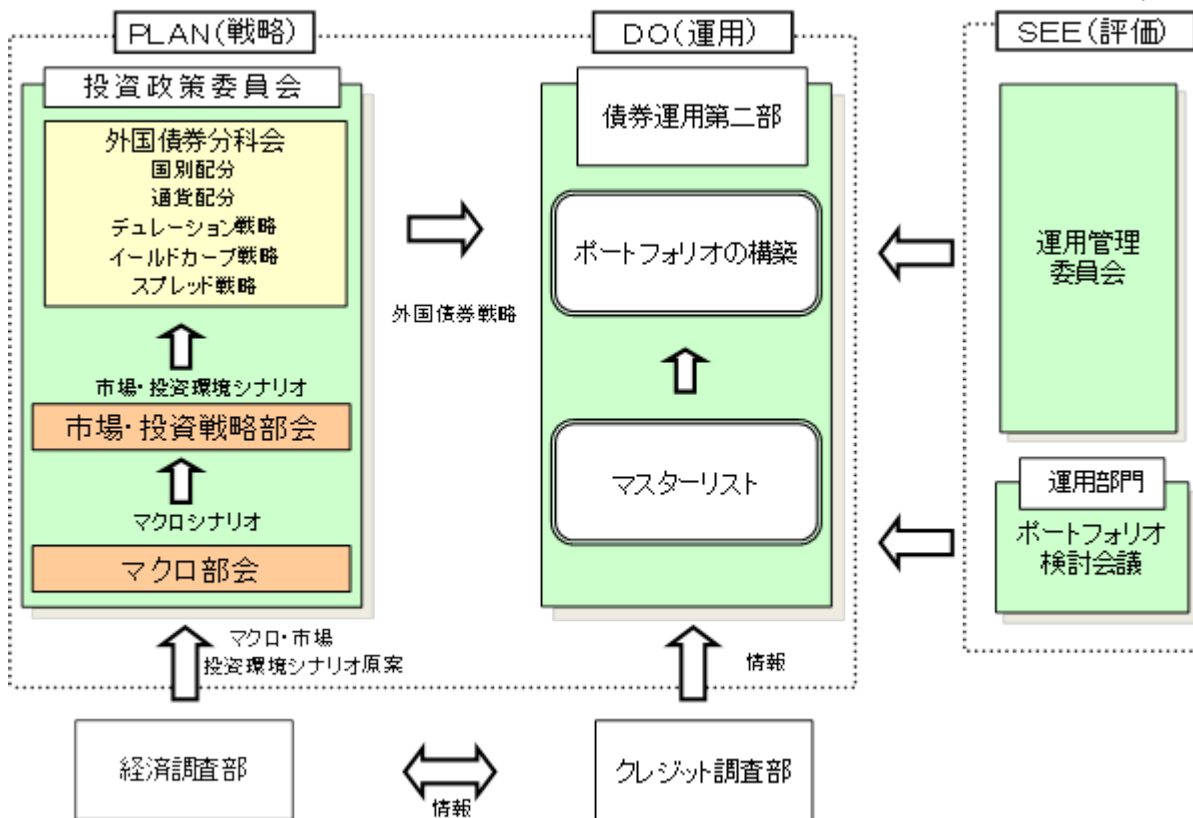 PLAN(戦略)
投資政策委員会
外国債券分科会
国別配分
通貨配分
デュレーション戦略
イールドカーブ戦略
スプレッド戦略
市場・投資環境シナリオ
市場・投資戦略部会
マクロシナリオ
マクロ部会
マクロ・市場
投資環境シナリオ原案
経済調査部
外国債券戦略
情報
DO(運用)
債券運用第二部
ポートフォリオの構築
マスターリスト
情報
クレジット調査部
SEE(評価)
運用管理
委員会
運用部門
ポートフォリオ
検討会議